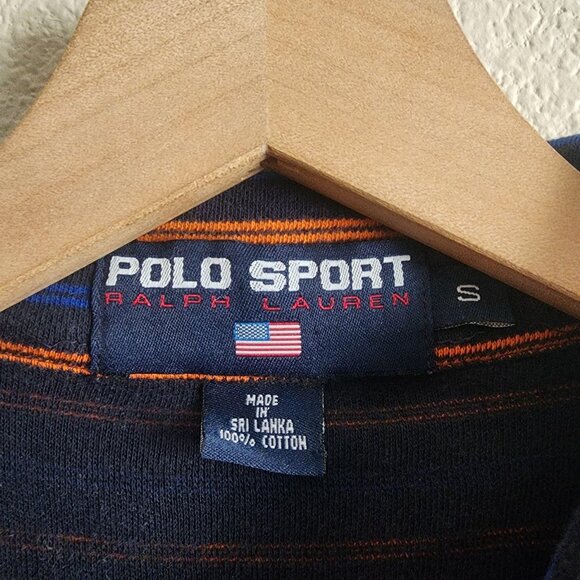 POLO SPORT
RALPH LAUREN
S
MADE
IN
SRI LANKA
100% COTTON